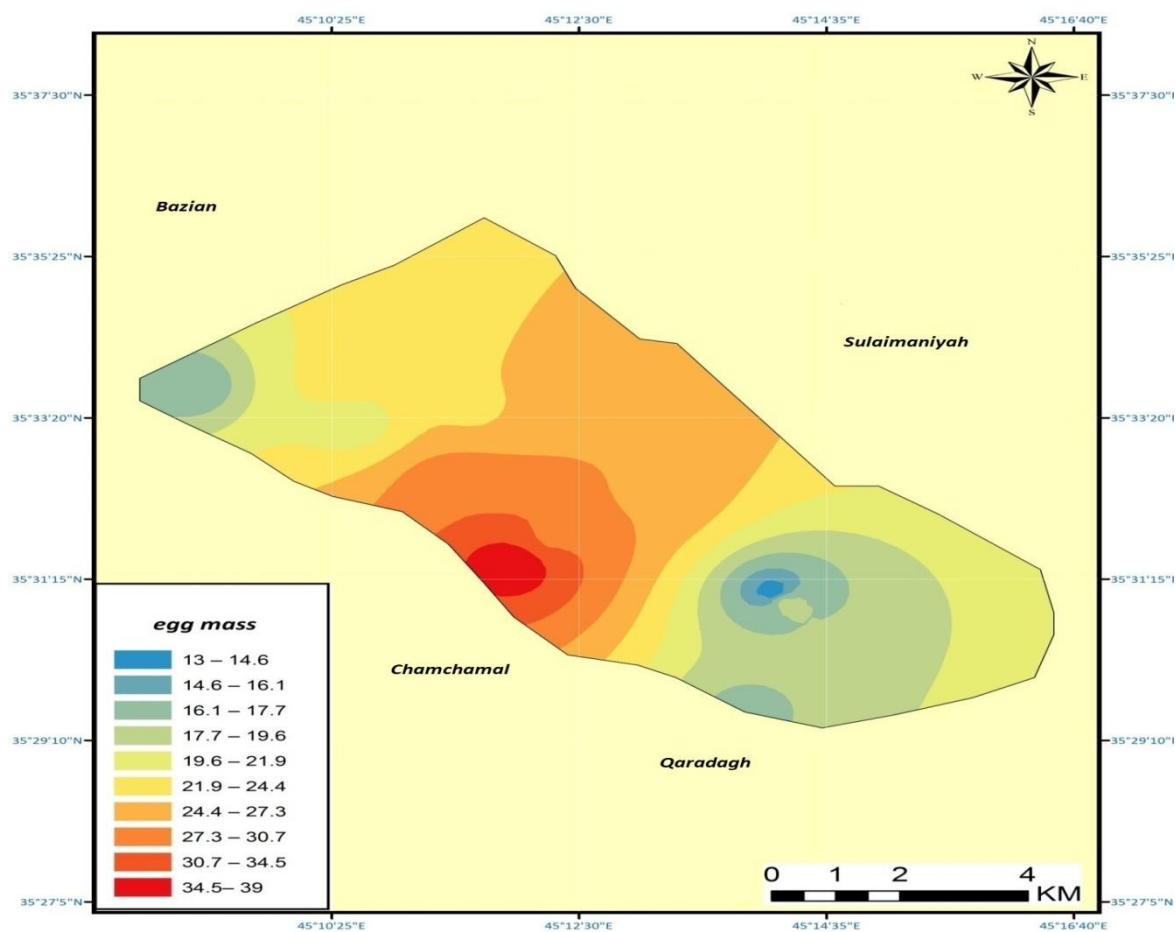 45°10'25"E 45°12'30"E 45°14'35"E 45°16'40"E
N
W E
S
35°37'30"N 35°37'30"N
Bazian
35°35'25"N 35°35'25"N
Sulaimaniyah
35°33'20"N 35°33'20"N
35°31'15"N 35°31'15"N
egg mass
13 – 14.6
14.6 – 16.1
16.1 – 17.7
17.7 – 19.6
19.6 – 21.9
21.9 – 24.4
24.4 – 27.3
27.3 – 30.7
30.7 – 34.5
34.5– 39
Chamchamal
35°29'10"N 35°29'10"N
Qaradagh
0 1 2 4
KM
35°27'5"N 35°27'5"N
45°10'25"E 45°12'30"E 45°14'35"E 45°16'40"E